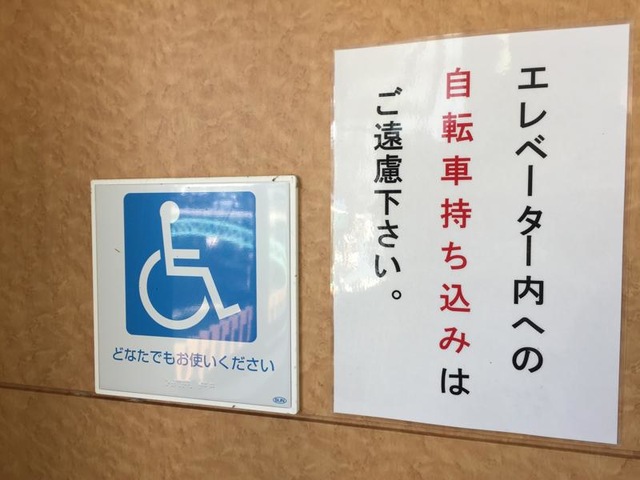 エレベーター内への
自転車持ち込みは
ご遠慮下さい。
どなたでもお使いください